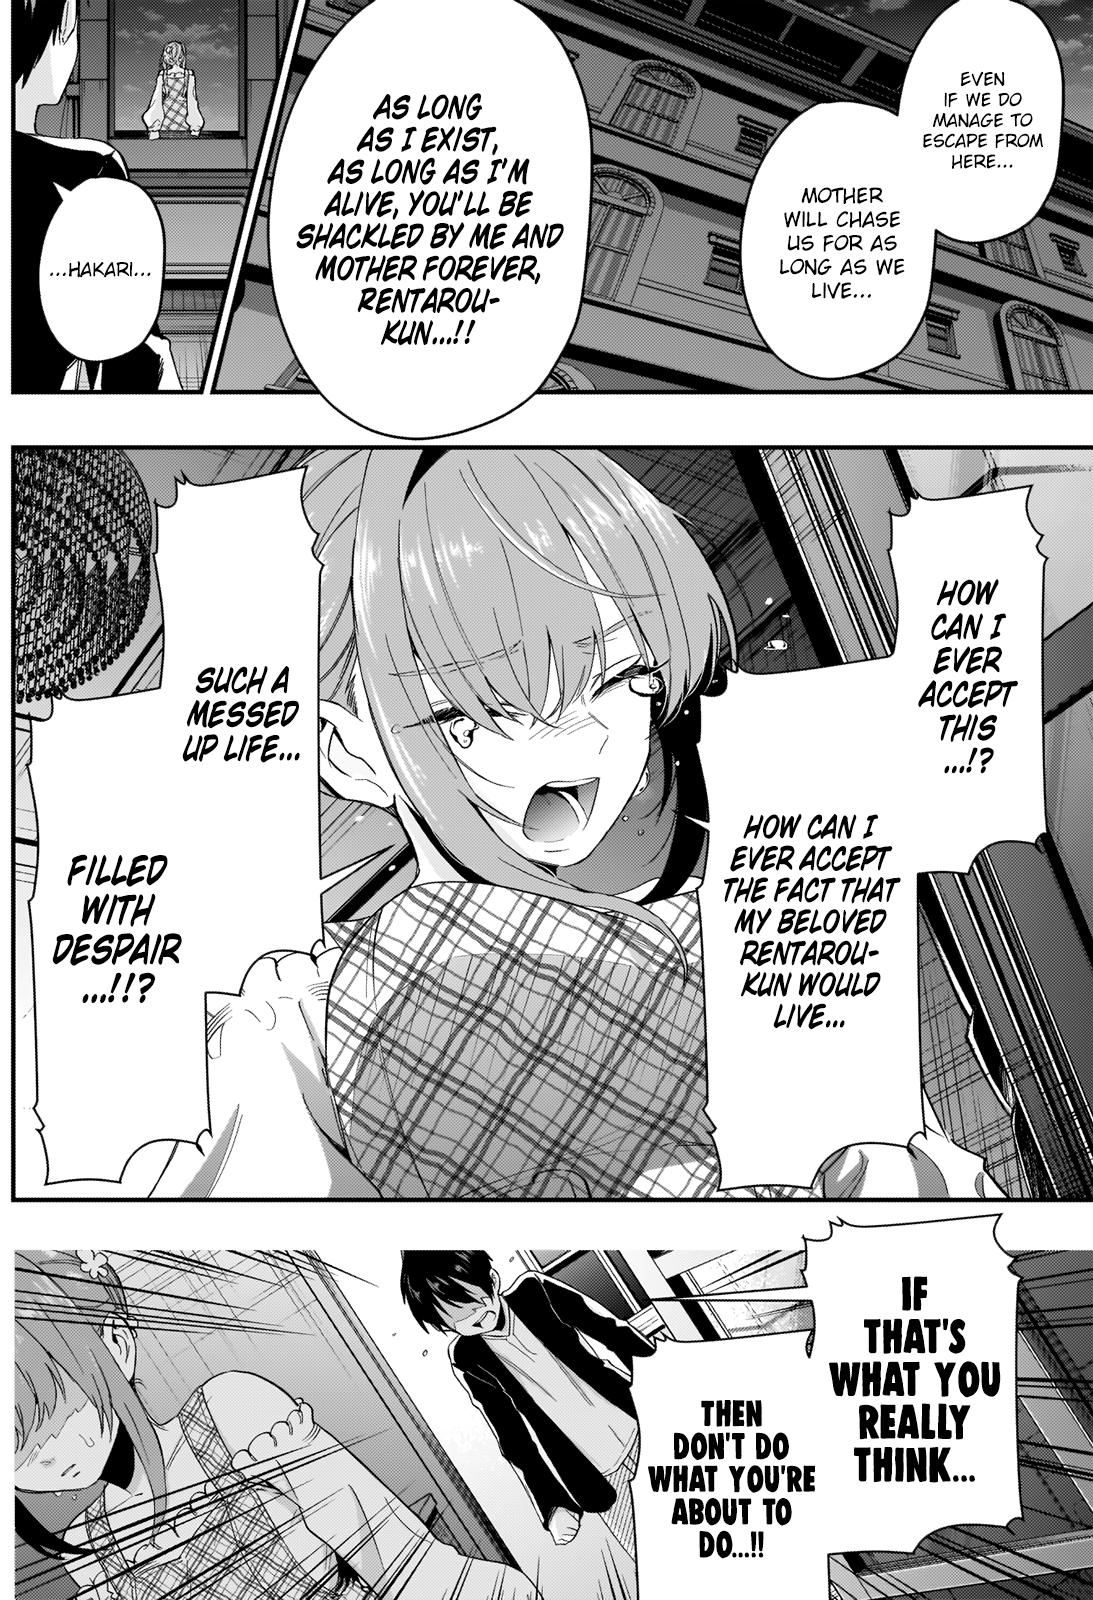 EVEN
IF WE DO
MANAGE TO
ESCAPE FROM
HERE...
MOTHER
WILL CHASE
US FOR AS
LONG AS WE
LIVE...
AS LONG
AS I EXIST,
AS LONG AS I'M
ALIVE, YOU'LL BE
SHACKLED BY ME AND
MOTHER FOREVER,
RENTAROU-
KUN...!!
...HAKARI...
HOW
CAN I
EVER
ACCEPT
THIS
...!?
HOW CAN I
EVER ACCEPT
THE FACT THAT
MY BELOVED
RENTAROU-
KUN WOULD
LIVE...
SUCH A
MESSED
UP LIFE...
FILLED
WITH
DESPAIR
...!!?
IF
THAT'S
WHAT YOU
REALLY
THINK...
THEN
DON'T DO
WHAT YOU'RE
ABOUT TO
DO...!!